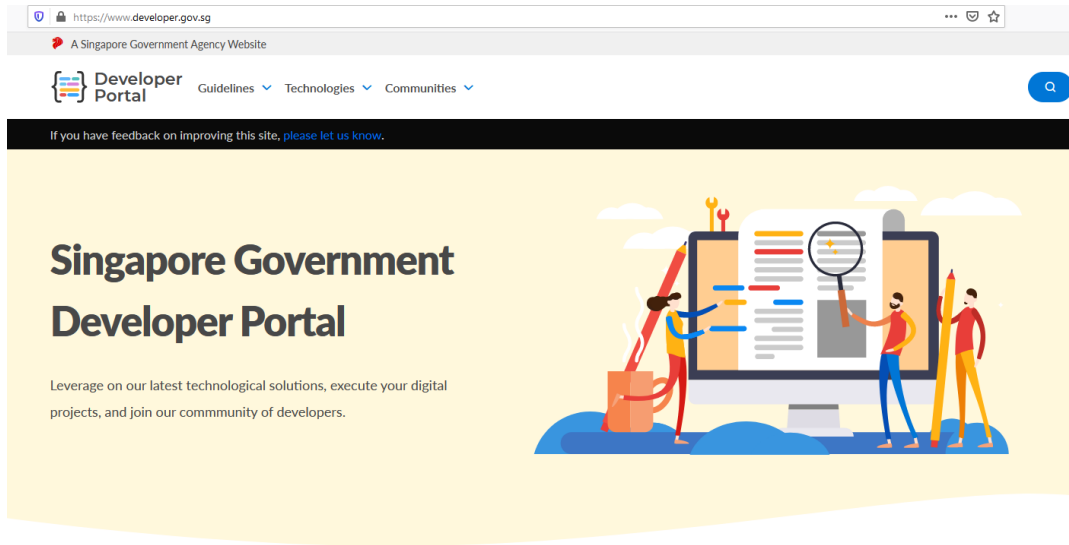 https://www.developer.gov.sg
A Singapore Government Agency Website
Developer
Portal
Guidelines
Technologies
Communities
If you have feedback on improving this site, please let us know.
Singapore Government
Developer Portal
Leverage on our latest technological solutions, execute your digital
projects, and join our commmunity of developers.